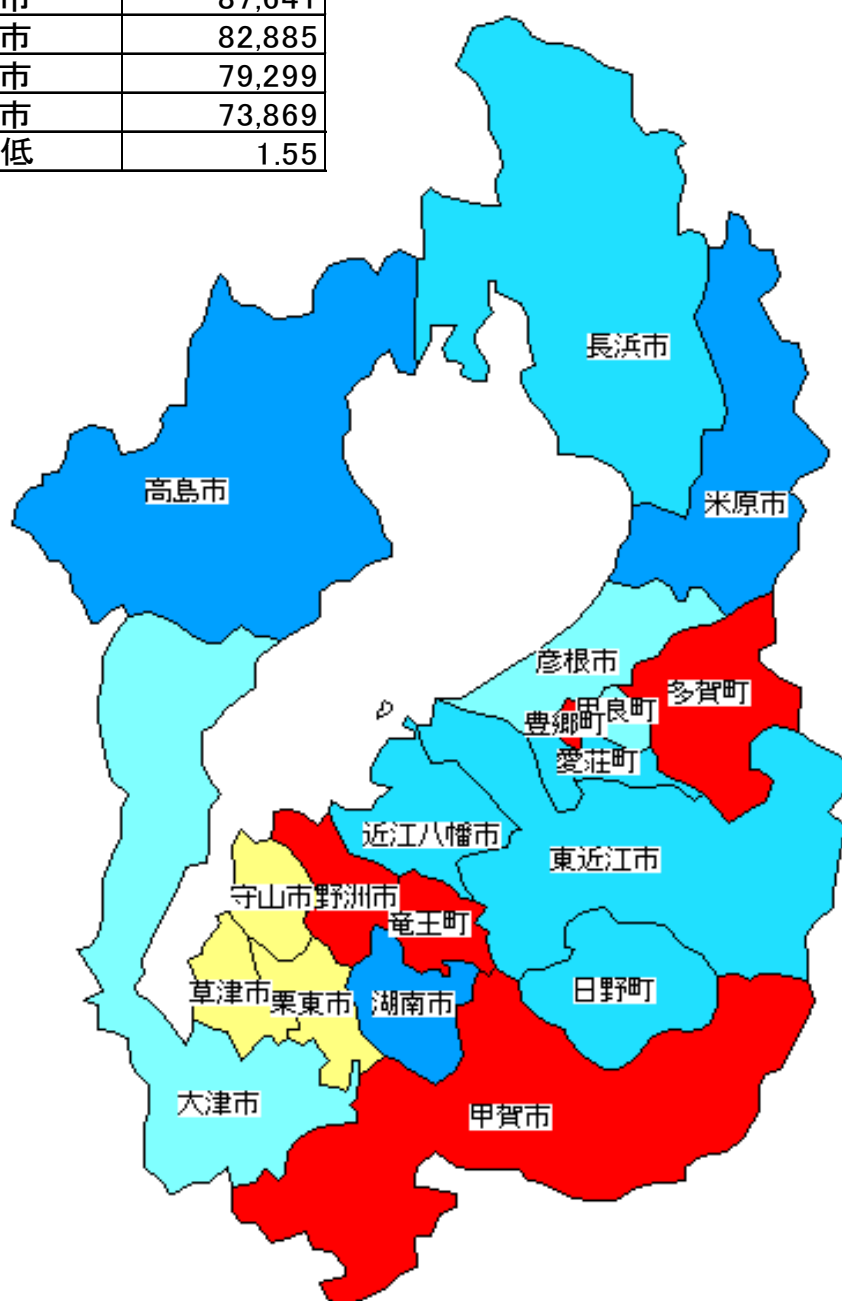 市 87,641
市 82,885
市 79,299
市 73,869
低 1.55
長浜市
高島市
米原市
彦根市
多賀町
甲良町
豊郷町
愛荘町
近江八幡市
東近江市
守山市
野洲市
竜王町
草津市
栗東市
湖南市
日野町
大津市
甲賀市